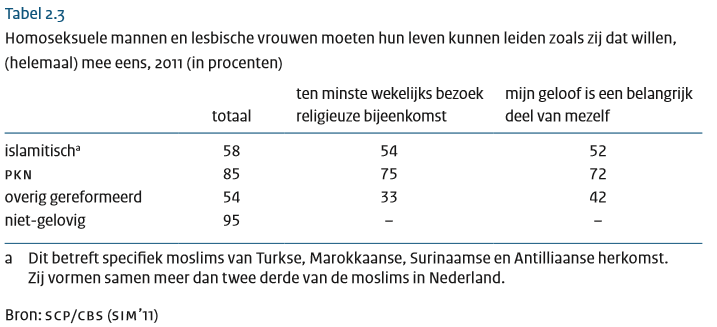 Tabel 2.3
Homoseksuele mannen en lesbische vrouwen moeten hun leven kunnen leiden zoals zij dat willen,
(helemaal) mee eens, 2011 (in procenten)
totaal ten minste wekelijks bezoek religieuze bijeenkomst mijn geloof is een belangrijk deel van mezelf
islamitischᵃ 58 54 52
PKN 85 75 72
overig gereformeerd 54 33 42
niet-gelovig 95 – –
a Dit betreft specifiek moslims van Turkse, Marokkaanse, Surinaamse en Antilliaanse herkomst.
Zij vormen samen meer dan twee derde van de moslims in Nederland.
Bron: SCP/CBS (SIM’11)